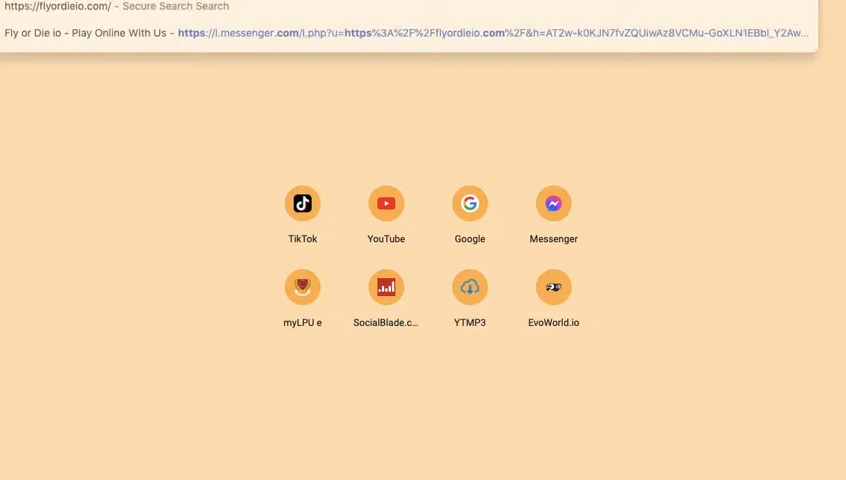 https://flyordieio.com/ - Secure Search Search
Fly or Die io - Play Online With Us - https://l.messenger.com/l.php?u=https%3A%2F%2Fflyordieio.com%2F&h=AT2w-k0KJN7fvZQUiwAz8VCMu-GoXLN1EBbl_Y2Aw...
TikTok
YouTube
Google
Messenger
myLPU e
SocialBlade.c...
YTMP3
EvoWorld.io